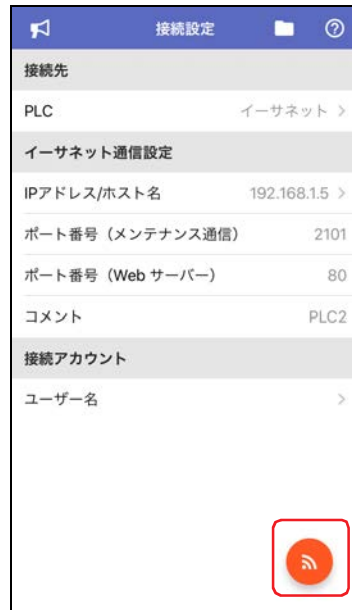 接続設定
接続先
PLC イーサネット
イーサネット通信設定
IPアドレス/ホスト名 192.168.1.5
ポート番号（メンテナンス通信） 2101
ポート番号（Web サーバー） 80
コメント PLC2
接続アカウント
ユーザー名